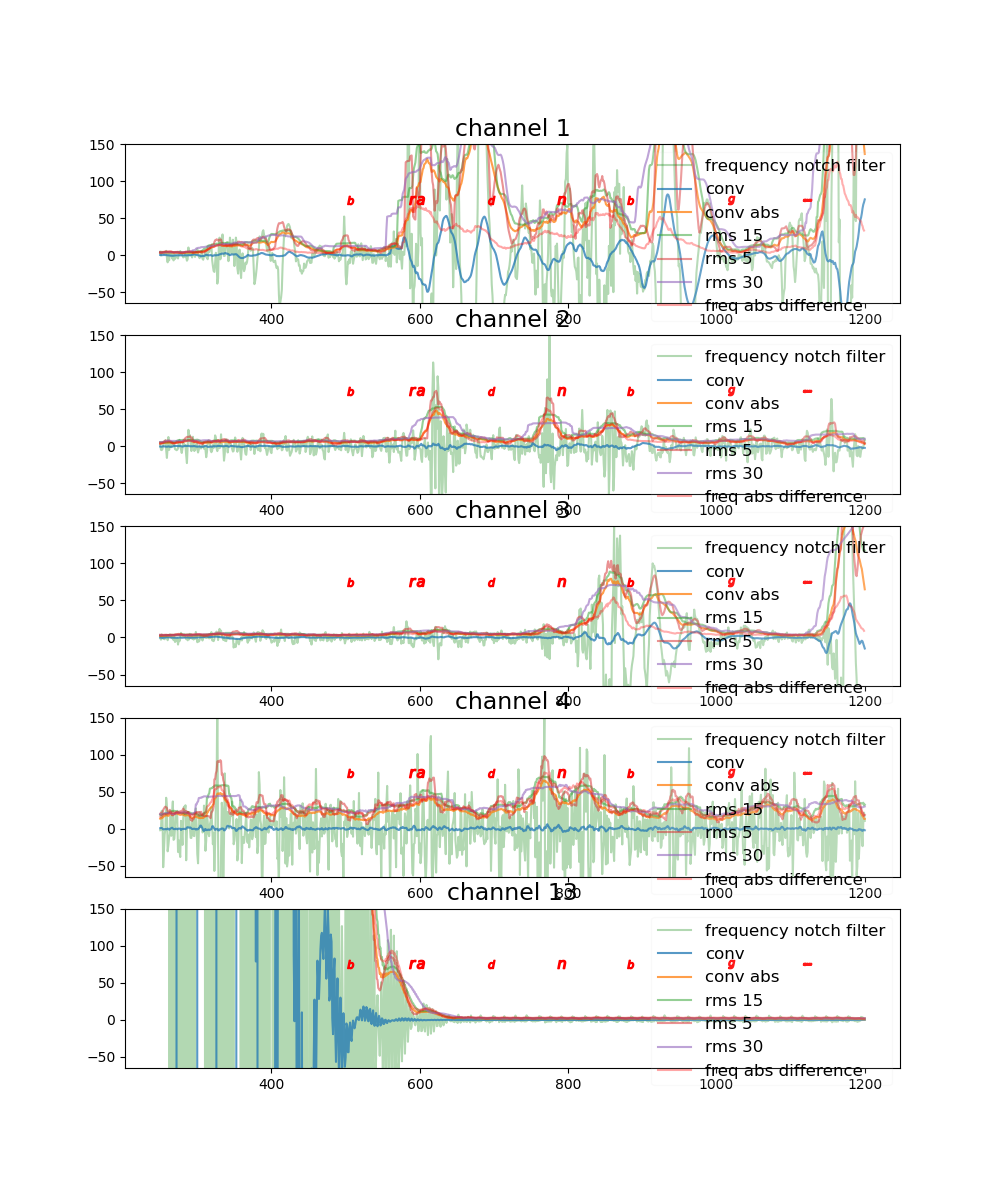 channel 1
150
100
50
0
−50
b ra d n b g –
frequency notch filter
conv
conv abs
rms 15
rms 5
rms 30
freq abs difference
400 600 800 1000 1200
channel 2
150
100
50
0
−50
b ra d n b g –
frequency notch filter
conv
conv abs
rms 15
rms 5
rms 30
freq abs difference
400 600 800 1000 1200
channel 3
150
100
50
0
−50
b ra d n b g –
frequency notch filter
conv
conv abs
rms 15
rms 5
rms 30
freq abs difference
400 600 800 1000 1200
channel 4
150
100
50
0
−50
b ra d n b g –
frequency notch filter
conv
conv abs
rms 15
rms 5
rms 30
freq abs difference
400 600 800 1000 1200
channel 13
150
100
50
0
−50
b ra d n b g –
frequency notch filter
conv
conv abs
rms 15
rms 5
rms 30
freq abs difference
400 600 800 1000 1200